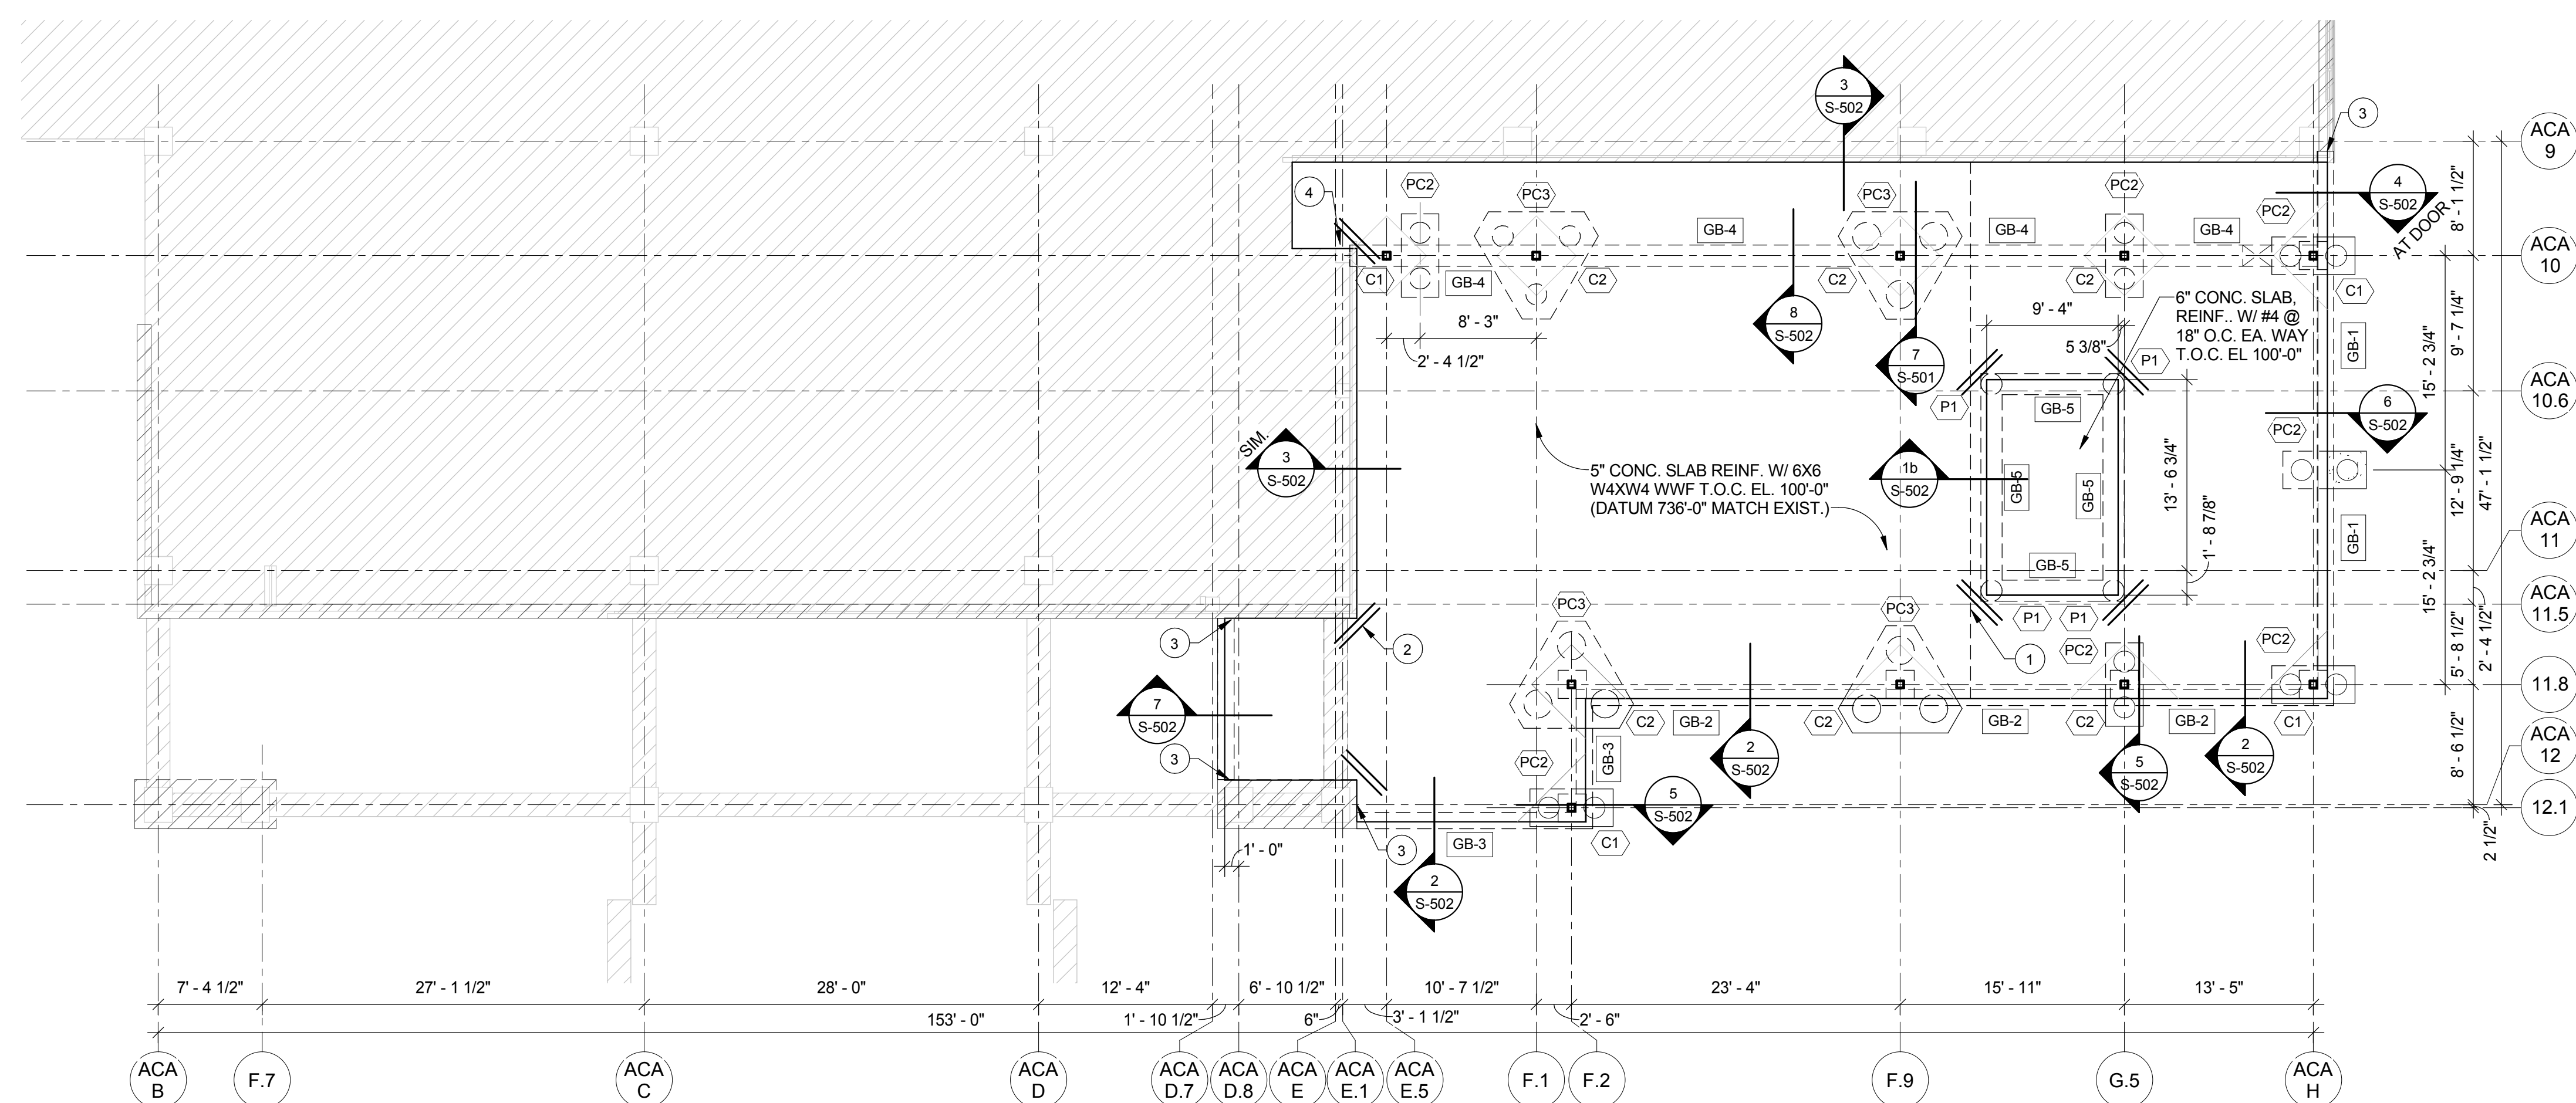 3
S-502
3
ACA
9
4
S-502
AT DOOR
8' - 1 1/2"
4
PC2
PC3
PC3
PC2
PC2
GB-4
GB-4
GB-4
ACA
10
C1
GB-4
C2
C2
C2
C1
8' - 3"
2' - 4 1/2"
8
S-502
7
S-501
9' - 4"
5 3/8"
6" CONC. SLAB,
REINF.. W/ #4 @
18" O.C. EA. WAY
T.O.C. EL 100'-0"
GB-1
15' - 2 3/4"
9' - 7 1/4"
P1
P1
GB-5
ACA
10.6
6
S-502
PC2
SIM.
3
S-502
5" CONC. SLAB REINF. W/ 6X6
W4XW4 WWF T.O.C. EL. 100'-0"
(DATUM 736'-0" MATCH EXIST.)
1b
S-502
GB-5
GB-5
13' - 6 3/4"
12' - 9 1/4"
47' - 1 1/2"
GB-1
1' - 8 7/8"
ACA
11
GB-5
15' - 2 3/4"
ACA
11.5
PC3
PC3
P1
P1
PC2
PC2
3
2
1
5' - 8 1/2"
2' - 4 1/2"
11.8
7
S-502
C2
GB-2
C2
GB-2
C2
GB-2
C1
3
PC2
GB-3
2
S-502
5
S-502
2
S-502
8' - 6 1/2"
ACA
12
5
S-502
12.1
GB-3
C1
3
1' - 0"
2
S-502
2 1/2"
7' - 4 1/2"
27' - 1 1/2"
28' - 0"
12' - 4"
6' - 10 1/2"
10' - 7 1/2"
23' - 4"
15' - 11"
13' - 5"
153' - 0"
1' - 10 1/2"
6"
3' - 1 1/2"
2' - 6"
ACA
B
F.7
ACA
C
ACA
D
ACA
D.7
ACA
D.8
ACA
E
ACA
E.1
ACA
E.5
F.1
F.2
F.9
G.5
ACA
H